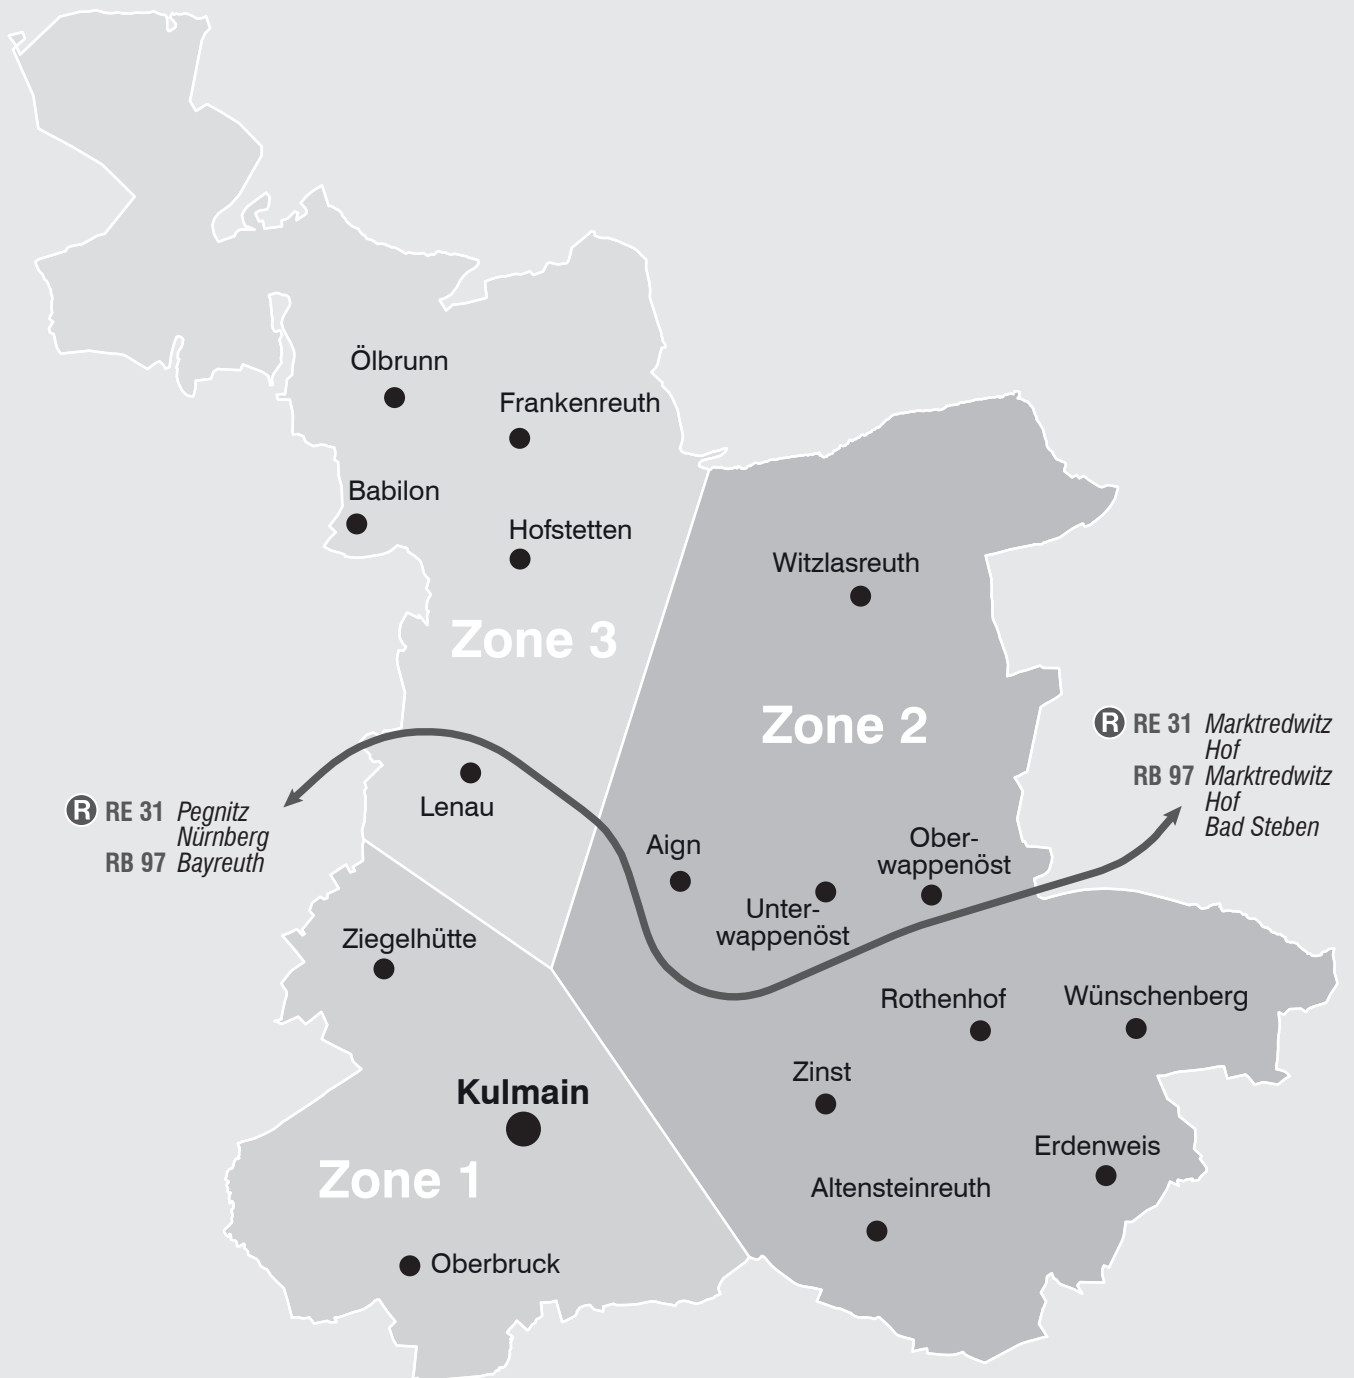 Ölbrunn
Frankenreuth
Babilon
Hofstetten
Witzlasreuth
Zone 3
Zone 2
R RE 31 Marktredwitz
Hof
RB 97 Marktredwitz
Hof
Bad Steben
R RE 31 Pegnitz
Nürnberg
RB 97 Bayreuth
Lenau
Aign
Ober-
wappenöst
Unter-
wappenöst
Ziegelhütte
Rothenhof
Wünschenberg
Zinst
Kulmain
Erdenweis
Zone 1
Altensteinreuth
Oberbruck